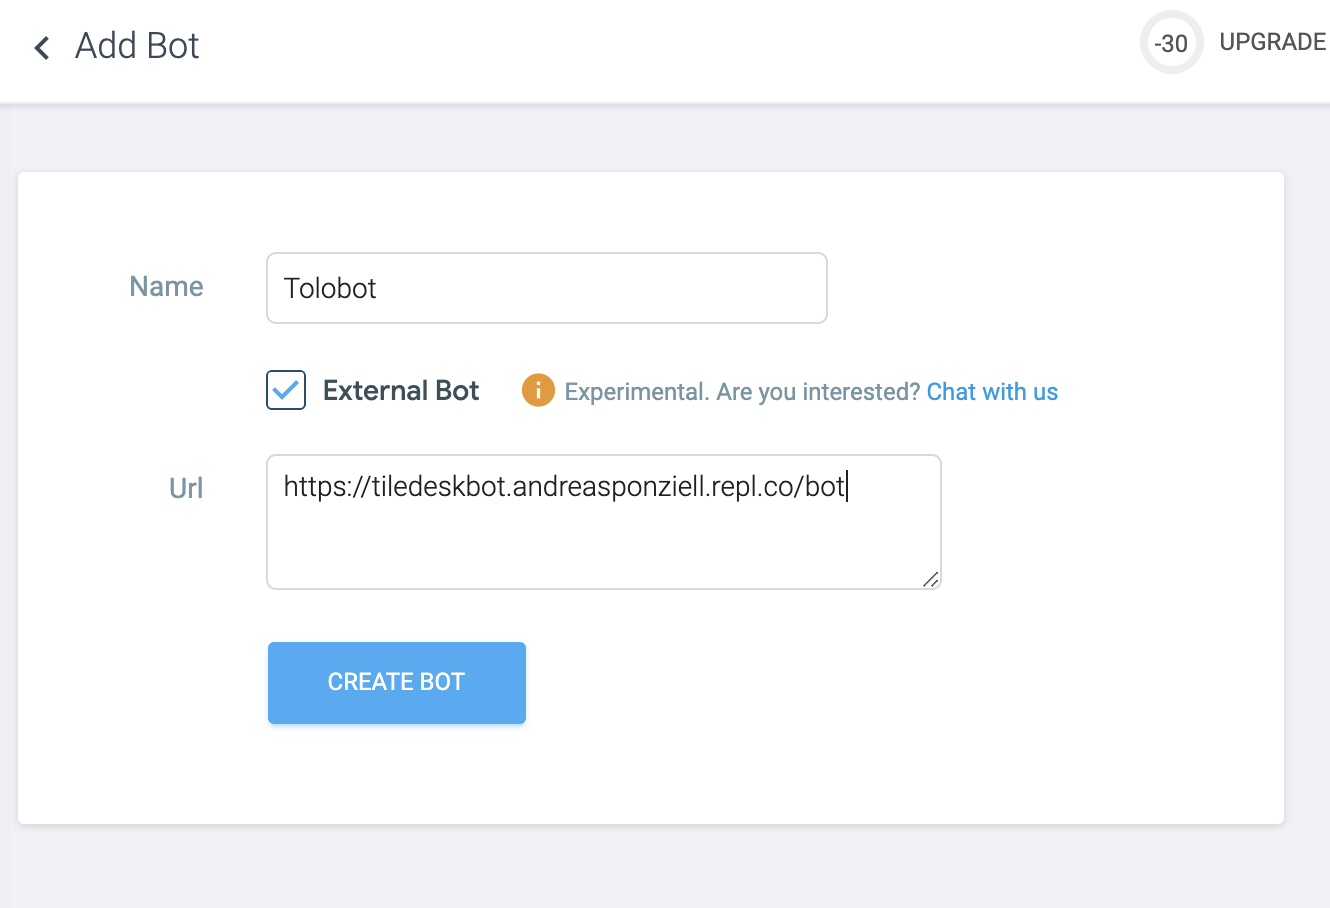 Add Bot
-30 UPGRADE
Name
Tolobot
External Bot
i Experimental. Are you interested? Chat with us
Url
https://tiledeskbot.andreasponziell.repl.co/bot
CREATE BOT